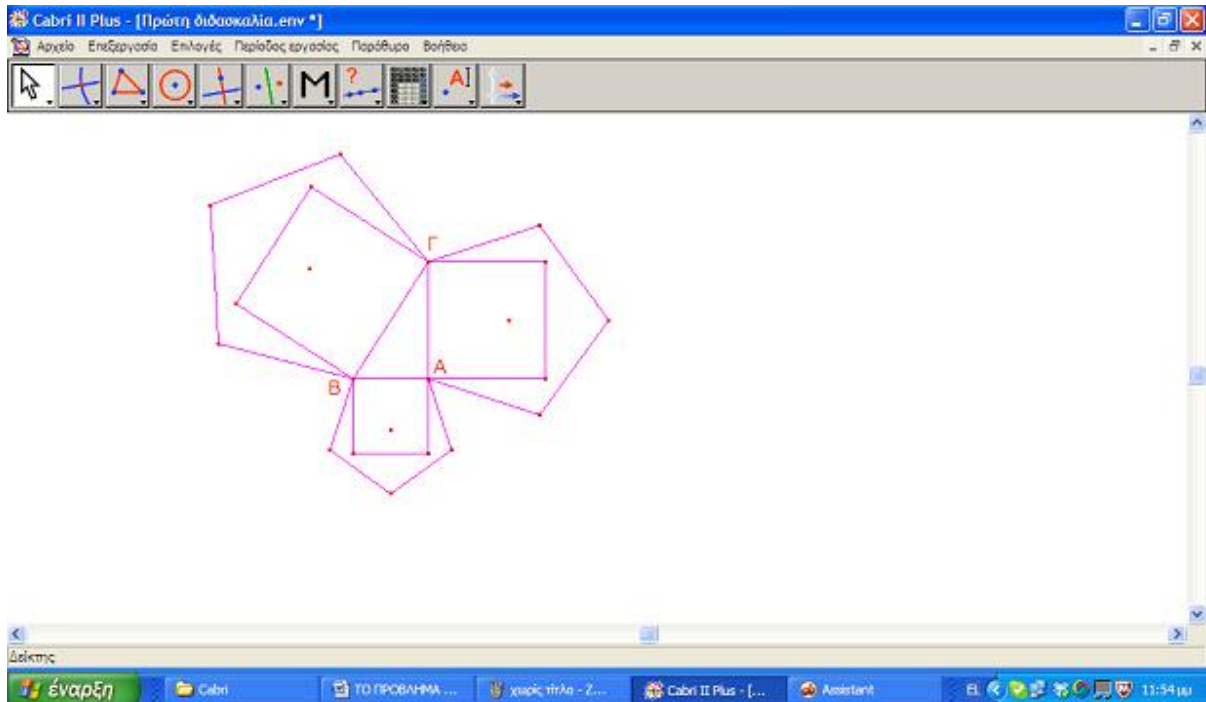 Cabri II Plus - [Πρώτη διδασκαλία.env *]
Αρχείο Επεξεργασία Επιλογές Περίοδος εργασίας Παράθυρο Βοήθεια
M ? A
Γ
A
B
Δείκτης
έναρξη Cabri ΤΟ ΠΡΟΒΛΗΜΑ ... χωρίς τίτλο - Ζ... Cabri II Plus - [... Assistant EL 11:54 μμ